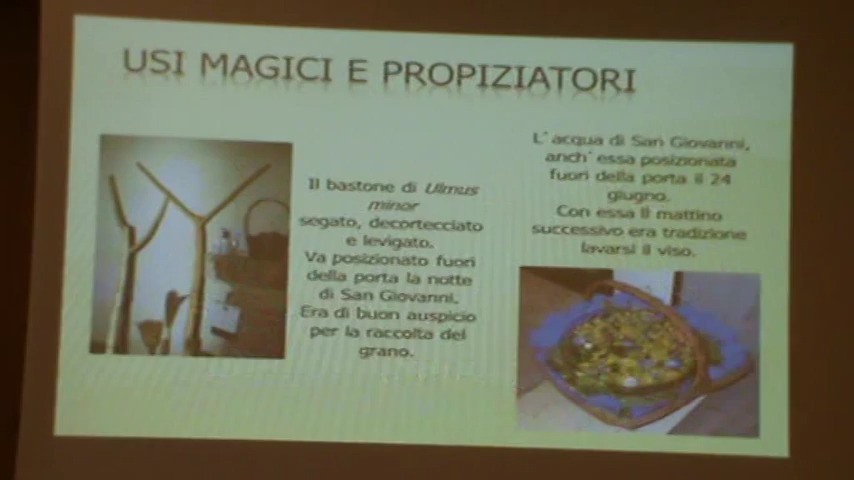 USI MAGICI E PROPIZIATORI
Il bastone di Ulmus
minor
segato, decortecciato
e levigato.
Va posizionato fuori
della porta la notte
di San Giovanni.
Era di buon auspicio
per la raccolta del
grano.
L' acqua di San Giovanni,
anch' essa posizionata
fuori della porta il 24
giugno.
Con essa il mattino
successivo era tradizione
lavarsi il viso.